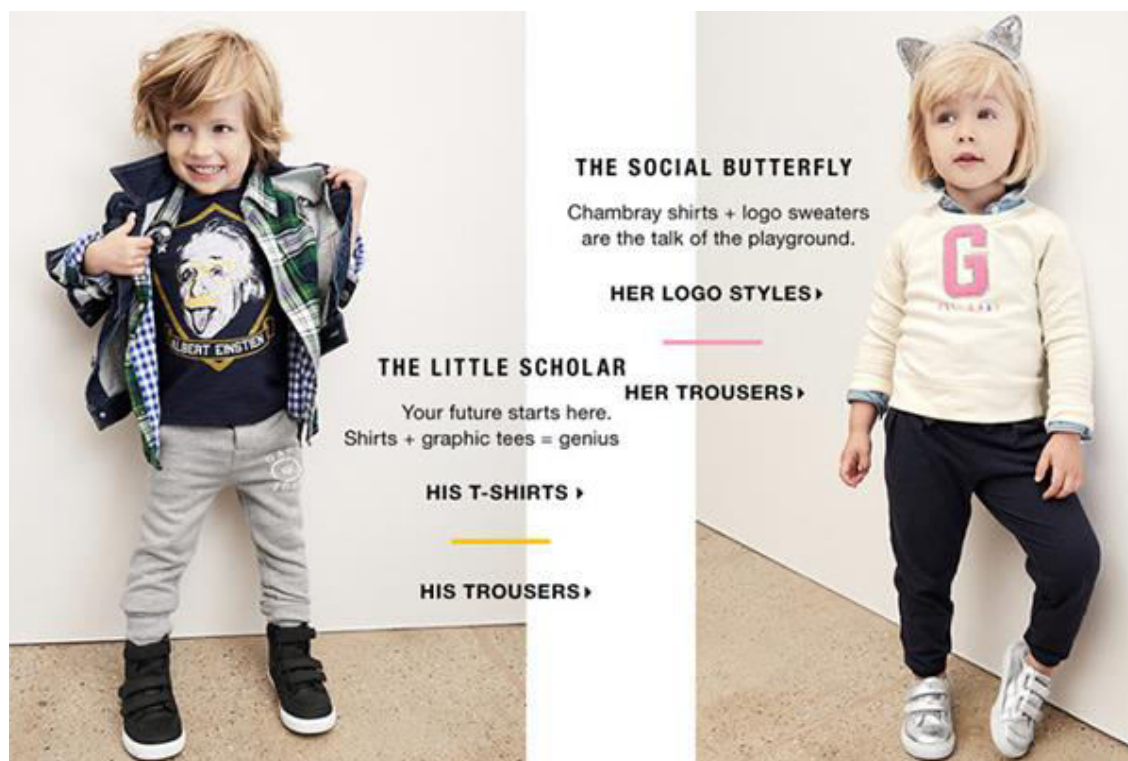 THE SOCIAL BUTTERFLY
Chambray shirts + logo sweaters
are the talk of the playground.
HER LOGO STYLES
HER TROUSERS
THE LITTLE SCHOLAR
Your future starts here.
Shirts + graphic tees = genius
HIS T-SHIRTS
HIS TROUSERS
ALBERT EINSTIEN
G